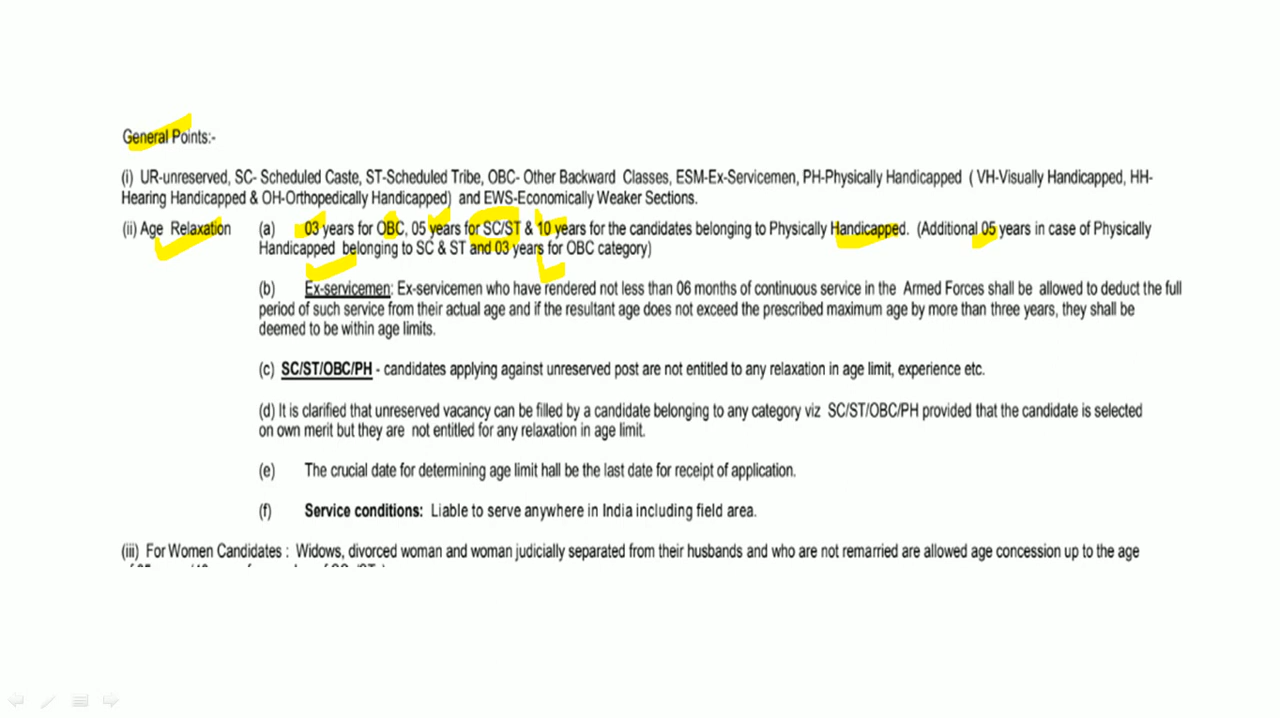 General Points:-
(i) UR-unreserved, SC- Scheduled Caste, ST-Scheduled Tribe, OBC- Other Backward Classes, ESM-Ex-Servicemen, PH-Physically Handicapped ( VH-Visually Handicapped, HH-
Hearing Handicapped & OH-Orthopedically Handicapped) and EWS-Economically Weaker Sections.
(ii) Age Relaxation (a) 03 years for OBC, 05 years for SC/ST & 10 years for the candidates belonging to Physically Handicapped. (Additional 05 years in case of Physically
Handicapped belonging to SC & ST and 03 years for OBC category)
(b) Ex-servicemen: Ex-servicemen who have rendered not less than 06 months of continuous service in the Armed Forces shall be allowed to deduct the full
period of such service from their actual age and if the resultant age does not exceed the prescribed maximum age by more than three years, they shall be
deemed to be within age limits.
(c) SC/ST/OBC/PH - candidates applying against unreserved post are not entitled to any relaxation in age limit, experience etc.
(d) It is clarified that unreserved vacancy can be filled by a candidate belonging to any category viz SC/ST/OBC/PH provided that the candidate is selected
on own merit but they are not entitled for any relaxation in age limit.
(e) The crucial date for determining age limit hall be the last date for receipt of application.
(f) Service conditions: Liable to serve anywhere in India including field area.
(iii) For Women Candidates : Widows, divorced woman and woman judicially separated from their husbands and who are not remarried are allowed age concession up to the age